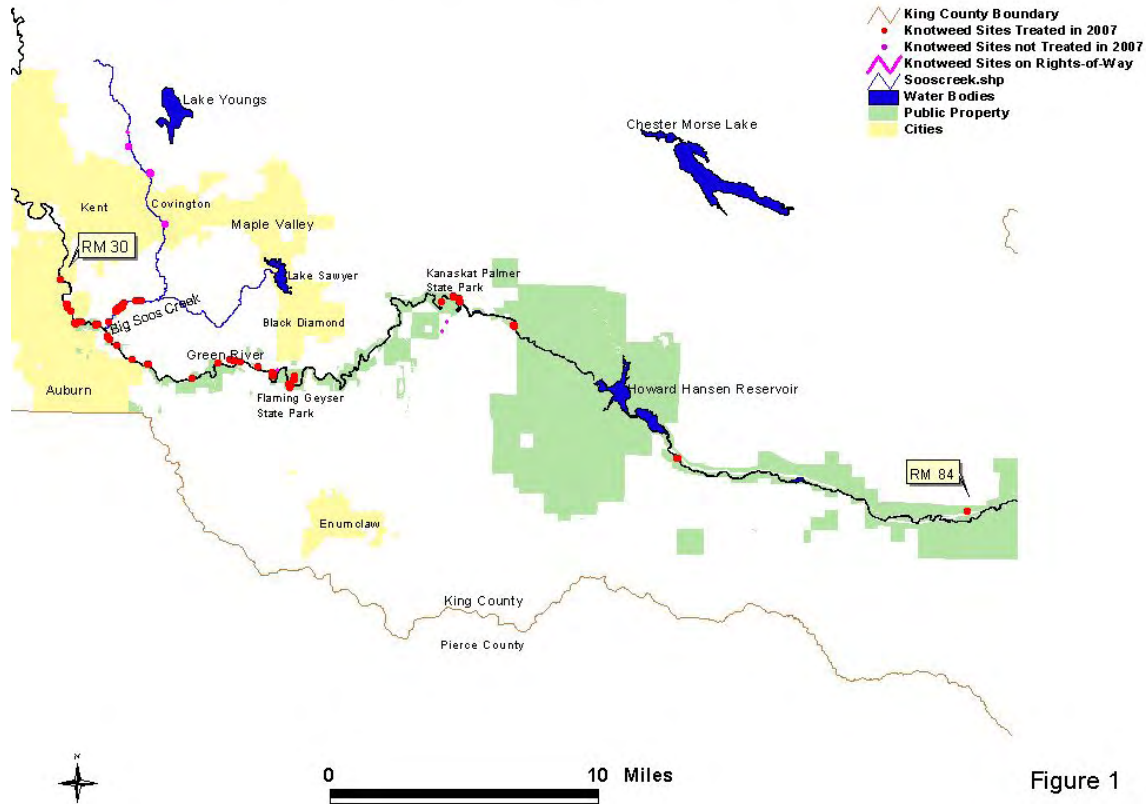 King County Boundary
Knotweed Sites Treated in 2007
Knotweed Sites not Treated in 2007
Knotweed Sites on Rights-of-Way
Sooscreek.shp
Water Bodies
Public Property
Cities
Lake Youngs
Chester Morse Lake
Kent
Covington
Maple Valley
RM 30
Lake Sawyer
Kanaskat Palmer
State Park
Big Soos Creek
Black Diamond
Green River
Auburn
Flaming Geyser
State Park
Howard Hansen Reservoir
RM 84
Enumclaw
King County
Pierce County
N
0 10 Miles
Figure 1